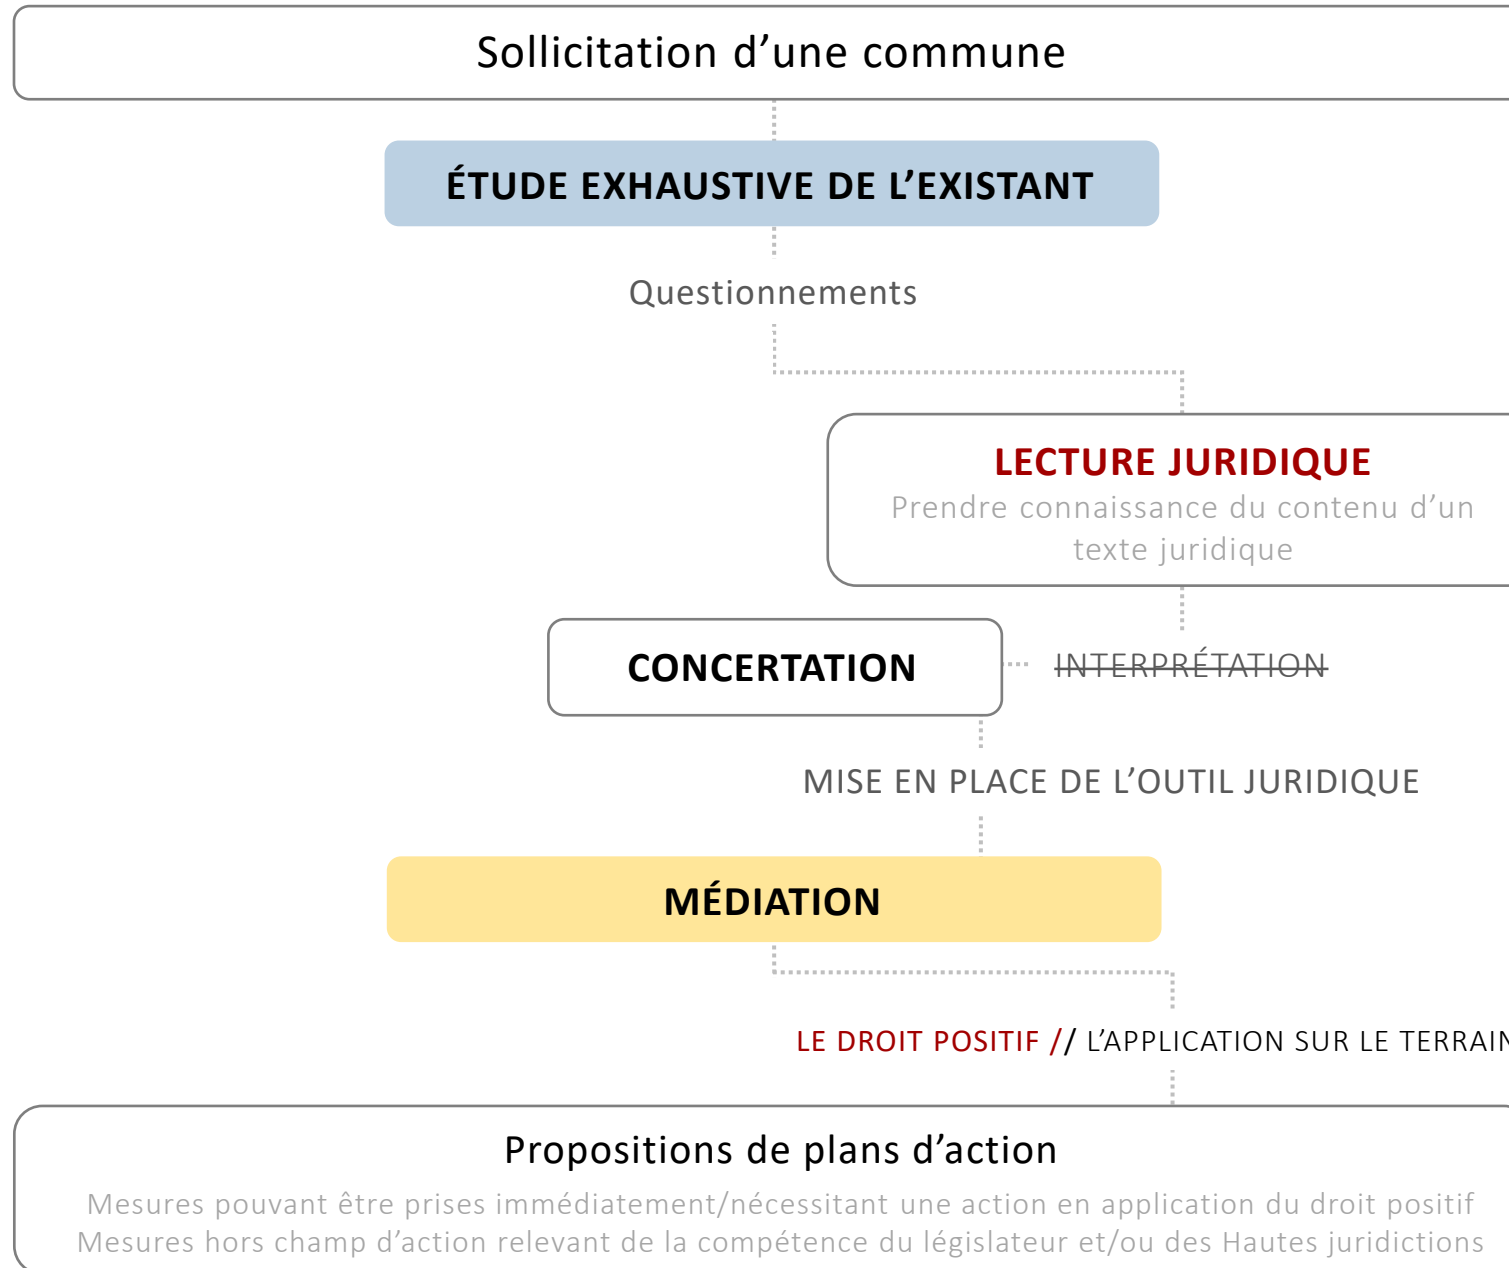 Sollicitation d’une commune
ÉTUDE EXHAUSTIVE DE L’EXISTANT
Questionnements
LECTURE JURIDIQUE
Prendre connaissance du contenu d’un
texte juridique
CONCERTATION
INTERPRÉTATION
MISE EN PLACE DE L’OUTIL JURIDIQUE
MÉDIATION
LE DROIT POSITIF // L’APPLICATION SUR LE TERRAIN
Propositions de plans d’action
Mesures pouvant être prises immédiatement/nécessitant une action en application du droit positif
Mesures hors champ d’action relevant de la compétence du législateur et/ou des Hautes juridictions